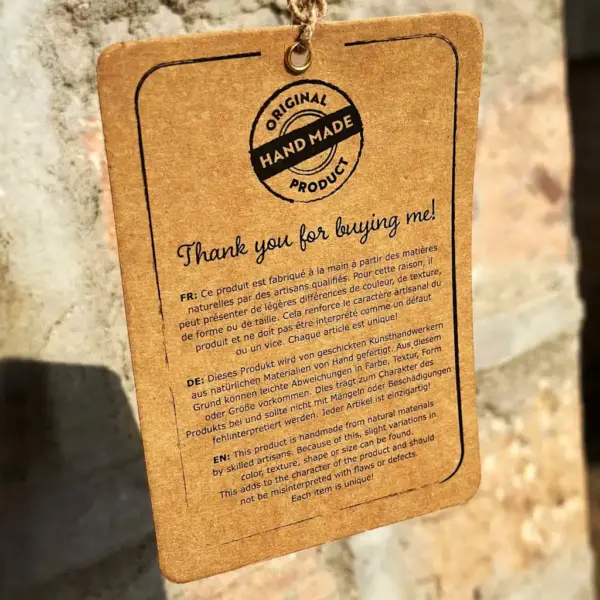 ORIGINAL
HAND MADE
PRODUCT
Thank you for buying me!
FR: Ce produit est fabriqué à la main à partir des matières
naturelles par des artisans qualifiés. Pour cette raison, il
peut présenter de légères différences de couleur, de texture,
de forme ou de taille. Cela renforce le caractère artisanal du
produit et ne doit pas être interprété comme un défaut
ou un vice. Chaque article est unique!
DE: Dieses Produkt wird von geschickten Kunsthandwerkern
aus natürlichen Materialien von Hand gefertigt. Aus diesem
Grund können leichte Abweichungen in Farbe, Textur, Form
oder Größe vorkommen. Dies trägt zum Charakter des
Produkts bei und sollte nicht mit Mängeln oder Beschädigungen
fehlinterpretiert werden. Jeder Artikel ist einzigartig!
EN: This product is handmade from natural materials
by skilled artisans. Because of this, slight variations in
color, texture, shape or size can be found.
This adds to the character of the product and should
not be misinterpreted with flaws or defects.
Each item is unique!